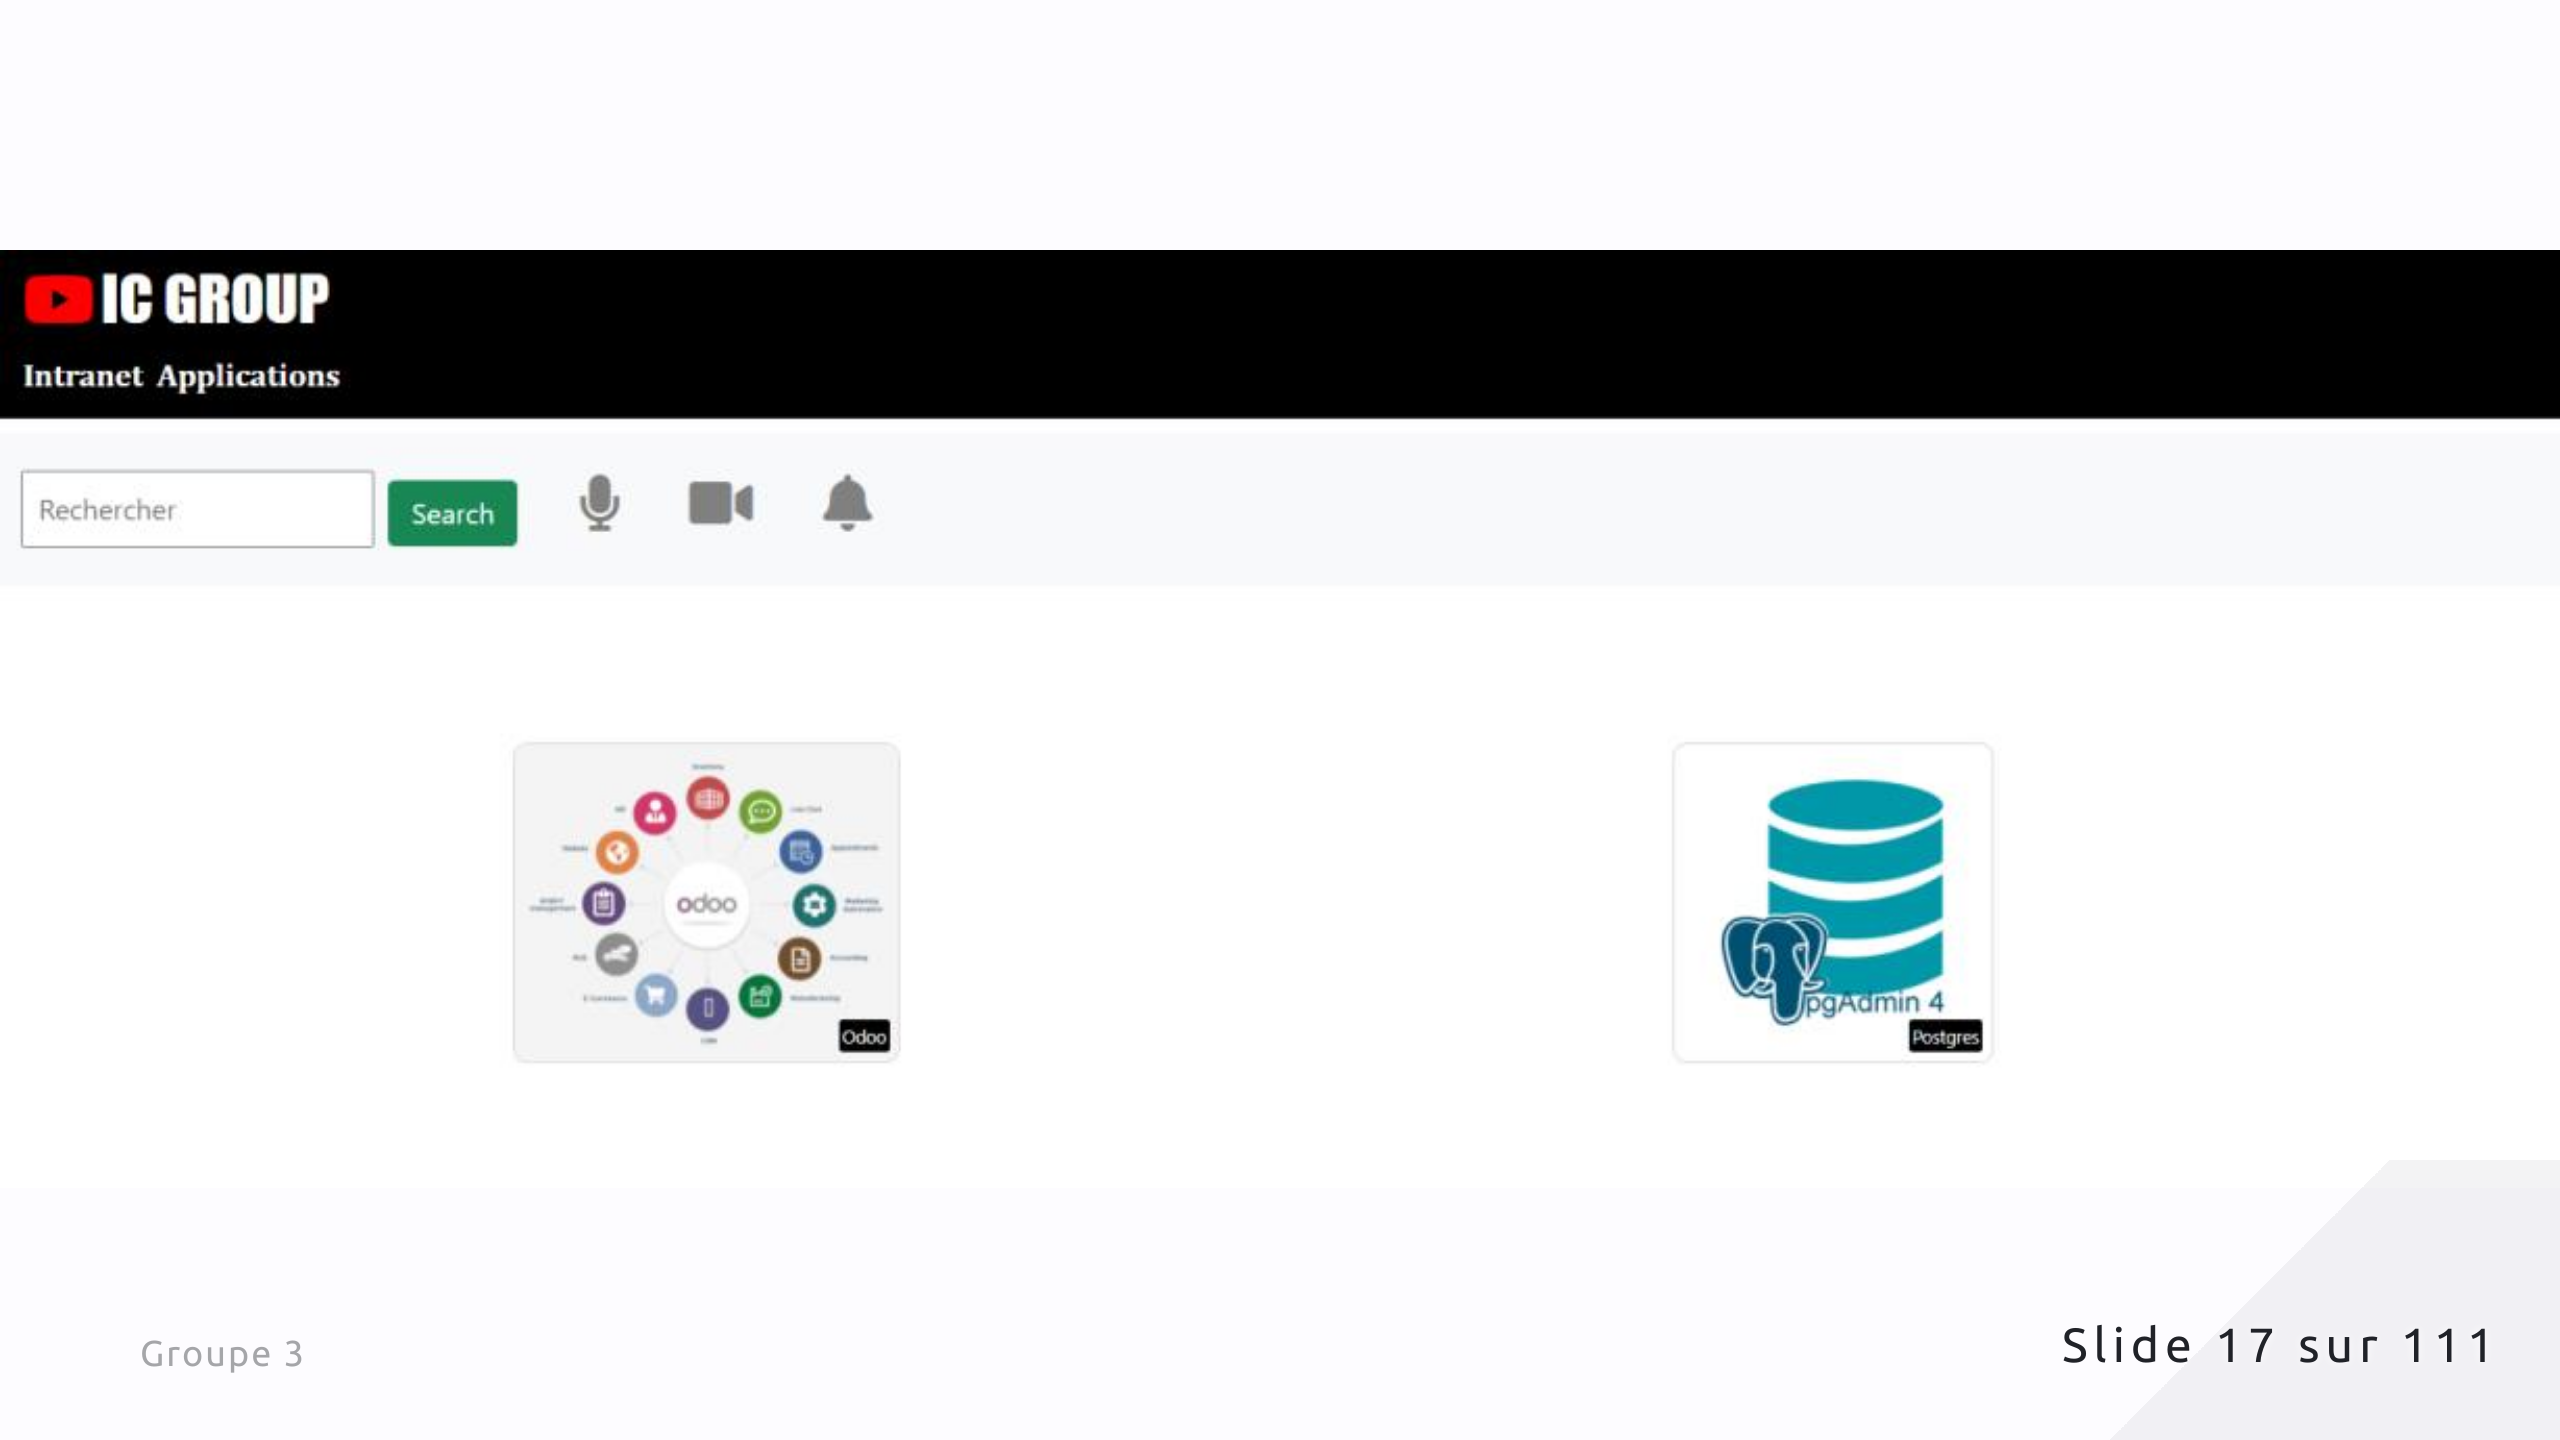 IC GROUP
Intranet Applications
Rechercher
Search
odoo
Odoo
pgAdmin 4
Postgres
Groupe 3
Slide 17 sur 111